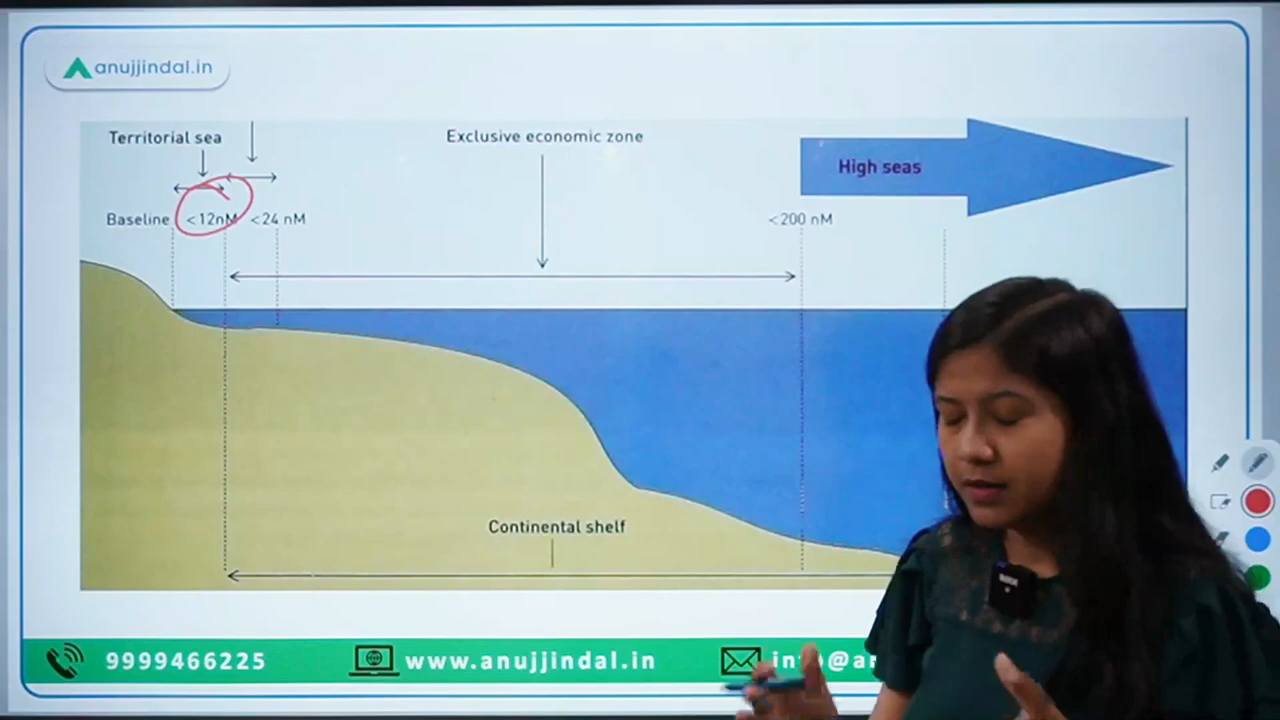 anujjindal.in
Territorial sea
Exclusive economic zone
High seas
Baseline <12nM <24 nM <200 nM
Continental shelf
9999466225 www.anujjindal.in